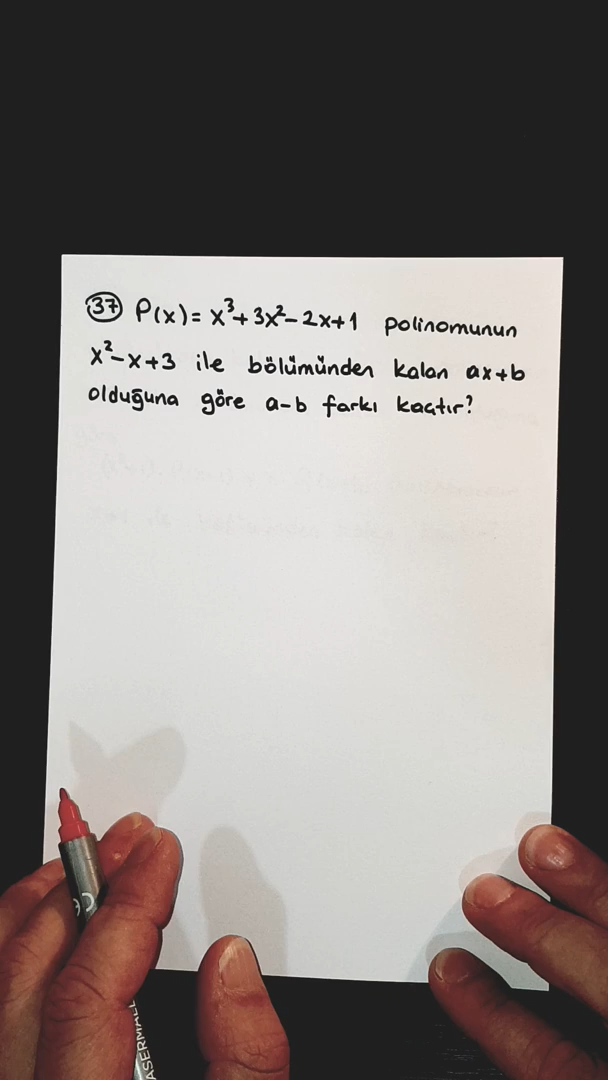 37 P(x)= x³+3x²-2x+1 polinomunun
x²-x+3 ile bölümünden kalan ax+b
olduğuna göre a-b farkı kaçtır?